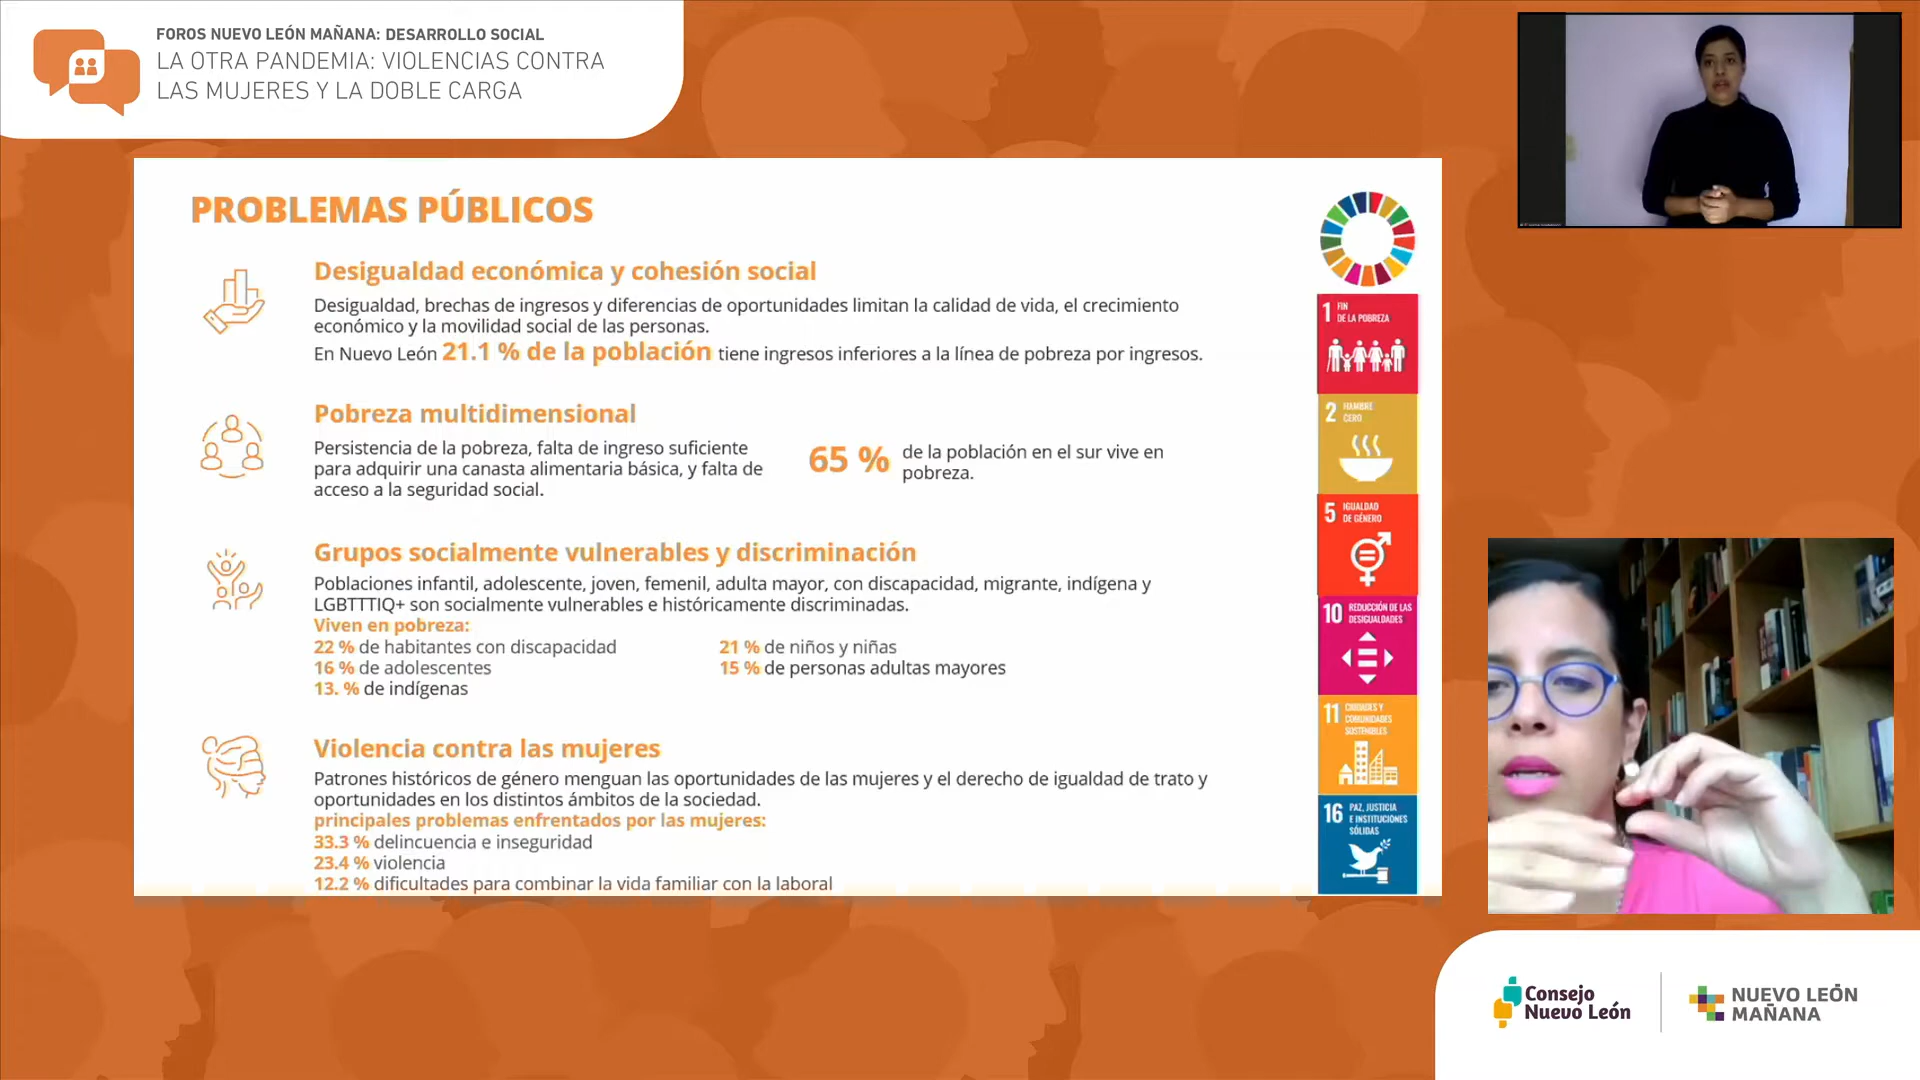 FOROS NUEVO LEÓN MAÑANA: DESARROLLO SOCIAL
LA OTRA PANDEMIA: VIOLENCIAS CONTRA
LAS MUJERES Y LA DOBLE CARGA
PROBLEMAS PÚBLICOS
Desigualdad económica y cohesión social
Desigualdad, brechas de ingresos y diferencias de oportunidades limitan la calidad de vida, el crecimiento
económico y la movilidad social de las personas.
En Nuevo León 21.1 % de la población tiene ingresos inferiores a la línea de pobreza por ingresos.
Pobreza multidimensional
Persistencia de la pobreza, falta de ingreso suficiente
para adquirir una canasta alimentaria básica, y falta de
acceso a la seguridad social.
65 % de la población en el sur vive en
pobreza.
Grupos socialmente vulnerables y discriminación
Poblaciones infantil, adolescente, joven, femenil, adulta mayor, con discapacidad, migrante, indígena y
LGBTTTIQ+ son socialmente vulnerables e históricamente discriminadas.
Viven en pobreza:
22 % de habitantes con discapacidad
16 % de adolescentes
13. % de indígenas
21 % de niños y niñas
15 % de personas adultas mayores
Violencia contra las mujeres
Patrones históricos de género menguan las oportunidades de las mujeres y el derecho de igualdad de trato y
oportunidades en los distintos ámbitos de la sociedad.
principales problemas enfrentados por las mujeres:
33.3 % delincuencia e inseguridad
23.4 % violencia
12.2 % dificultades para combinar la vida familiar con la laboral
1 FIN
DE LA POBREZA
2 HAMBRE
CERO
5 IGUALDAD
DE GÉNERO
10 REDUCCIÓN DE LAS
DESIGUALDADES
11 CIUDADES Y
COMUNIDADES
SOSTENIBLES
16 PAZ, JUSTICIA
E INSTITUCIONES
SÓLIDAS
Consejo
Nuevo León
NUEVO LEÓN
MAÑANA